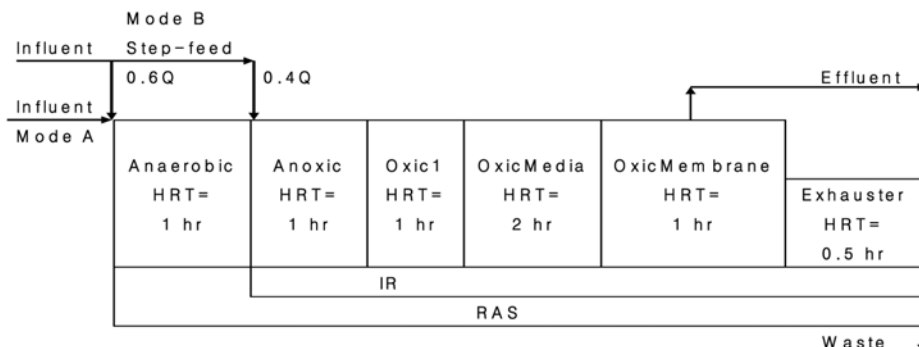 Mode B
Influent Step-feed
0.6Q 0.4Q
Influent
Mode A
Effluent
Anaerobic
HRT=
1 hr
Anoxic
HRT=
1 hr
Oxic1
HRT=
1 hr
OxicMedia
HRT=
2 hr
OxicMembrane
HRT=
1 hr
Exhauster
HRT=
0.5 hr
IR
RAS
Waste